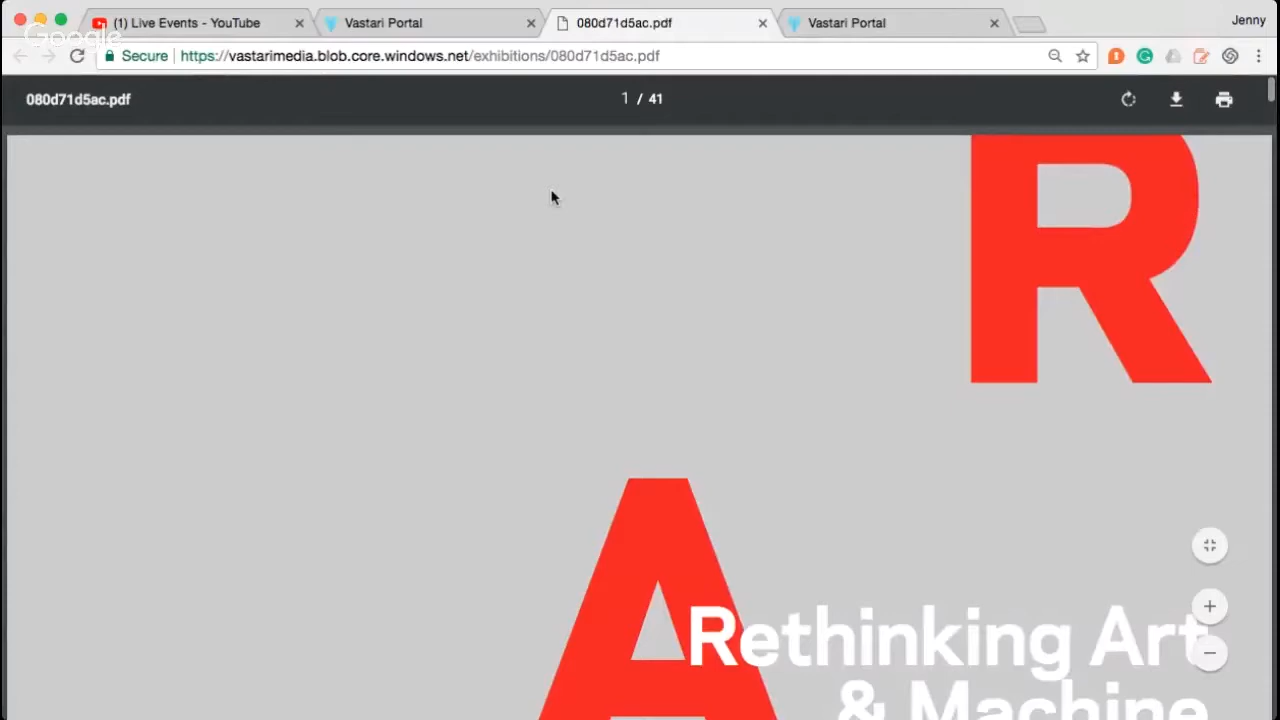 (1) Live Events - YouTube
Vastari Portal
080d71d5ac.pdf
Vastari Portal
Jenny
Google
Secure
https://vastarimedia.blob.core.windows.net/exhibitions/080d71d5ac.pdf
080d71d5ac.pdf
1 / 41
R
A
Rethinking Art
& Machine